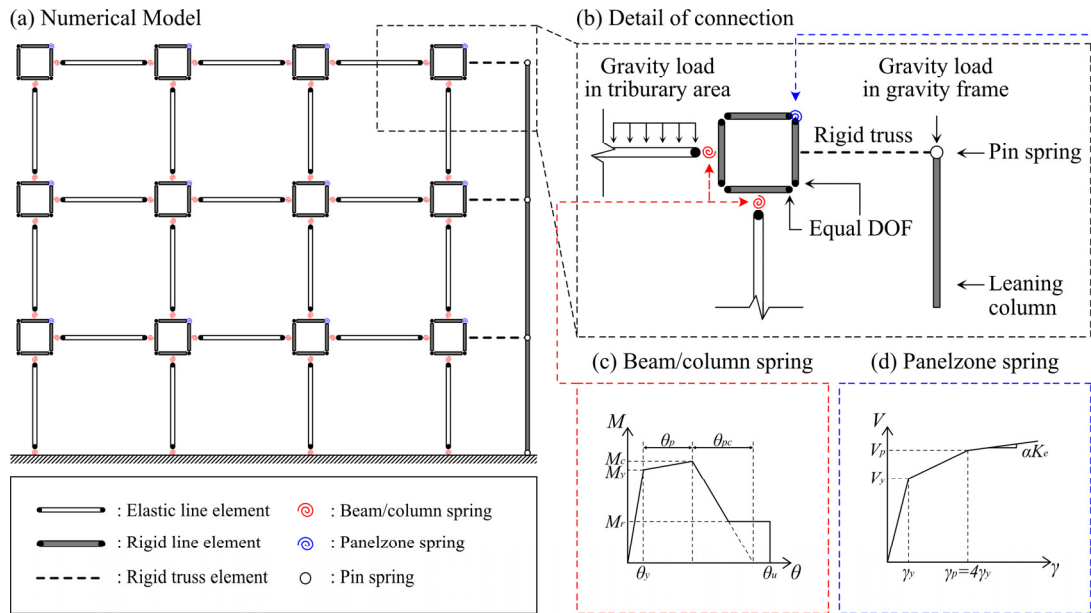 (a) Numerical Model
(b) Detail of connection
Gravity load
in triburary area
Gravity load
in gravity frame
Rigid truss
Pin spring
Equal DOF
Leaning
column
(c) Beam/column spring
M
θp
θpc
Mc
My
Mr
θy
θu
θ
(d) Panelzone spring
V
Vp
Vy
αKe
γy
γp=4γy
γ
: Elastic line element
: Beam/column spring
: Rigid line element
: Panelzone spring
: Rigid truss element
: Pin spring